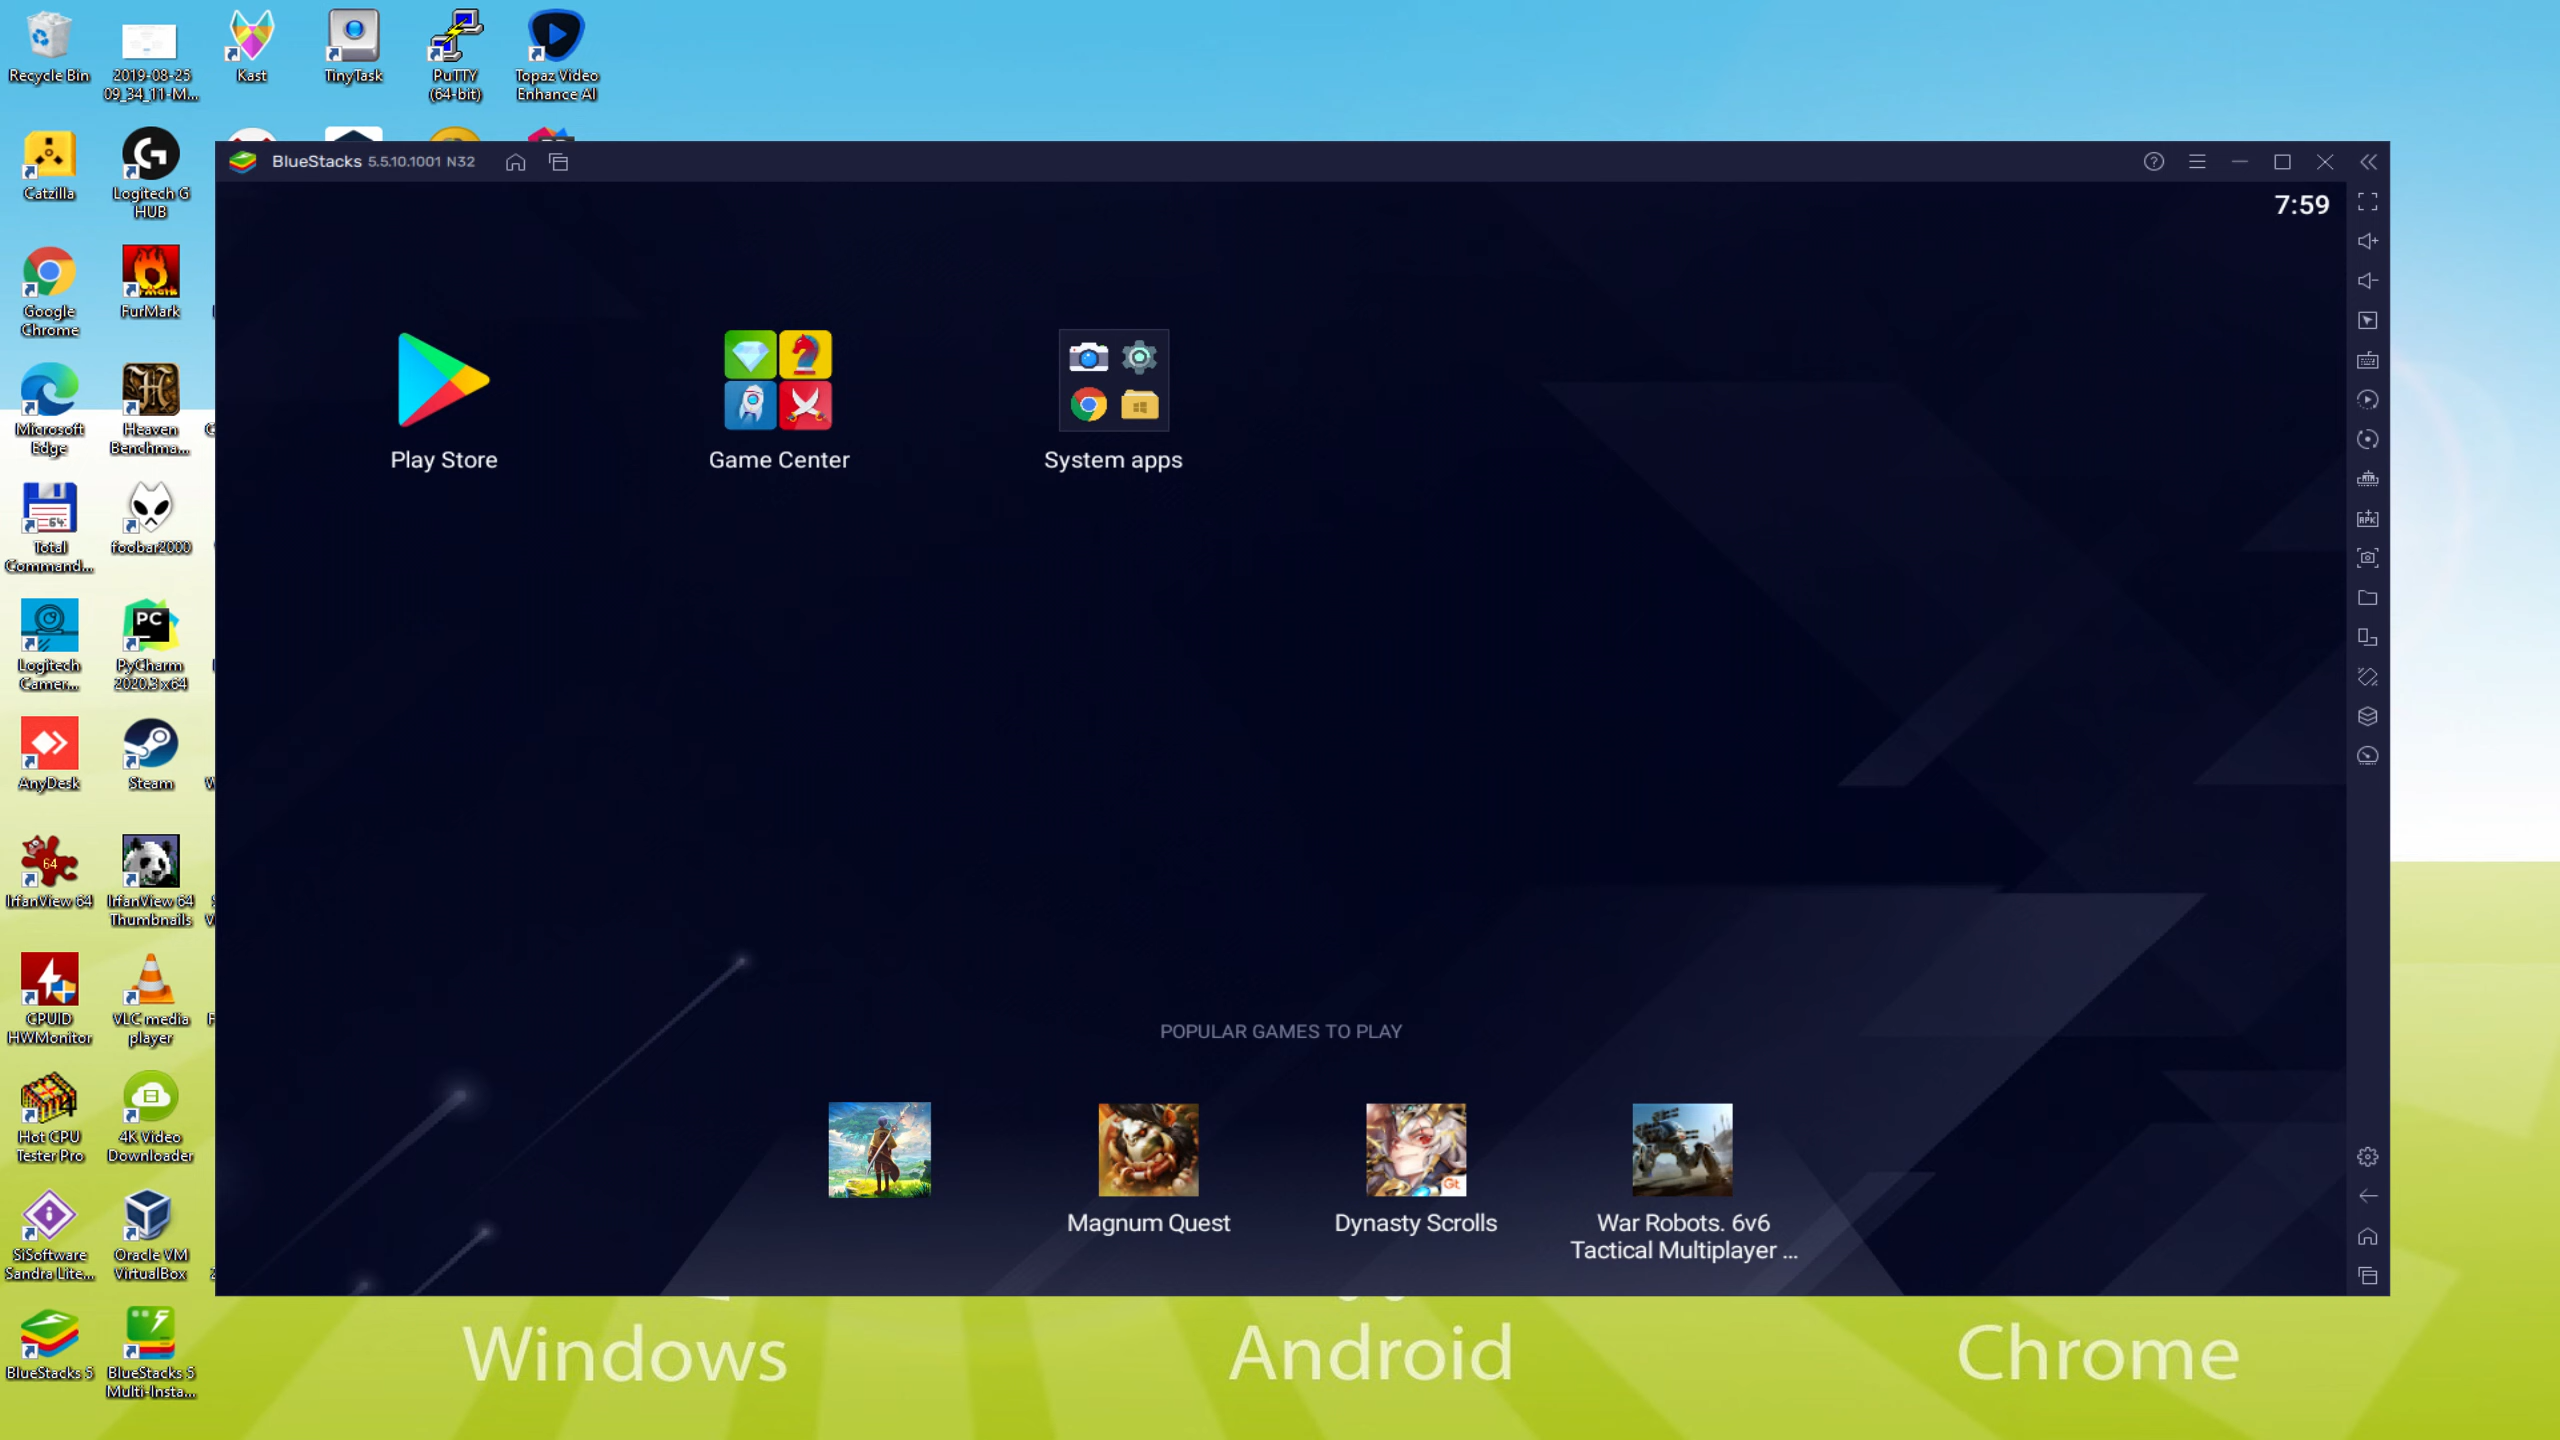 Recycle Bin
2019-08-25
09_34_11-M...
Kast
TinyTask
PuTTY
(64-bit)
Topaz Video
Enhance AI
Catzilla
Logitech G
HUB
Google
Chrome
FurMark
Microsoft
Edge
Heaven
Benchma...
Total
Command...
foobar2000
Logitech
Camer...
PC
PyCharm
2020.3 x64
AnyDesk
Steam
64
IrfanView 64
IrfanView 64
Thumbnails
CPUID
HWMonitor
VLC media
player
Hot CPU
Tester Pro
4K Video
Downloader
SiSoftware
Sandra Lite...
Oracle VM
VirtualBox
BlueStacks 5
BlueStacks 5
Multi-Insta...
BlueStacks 5.5.10.1001 N32
7:59
Play Store
Game Center
System apps
POPULAR GAMES TO PLAY
Magnum Quest
Dynasty Scrolls
War Robots. 6v6
Tactical Multiplayer ...
Windows
Android
Chrome